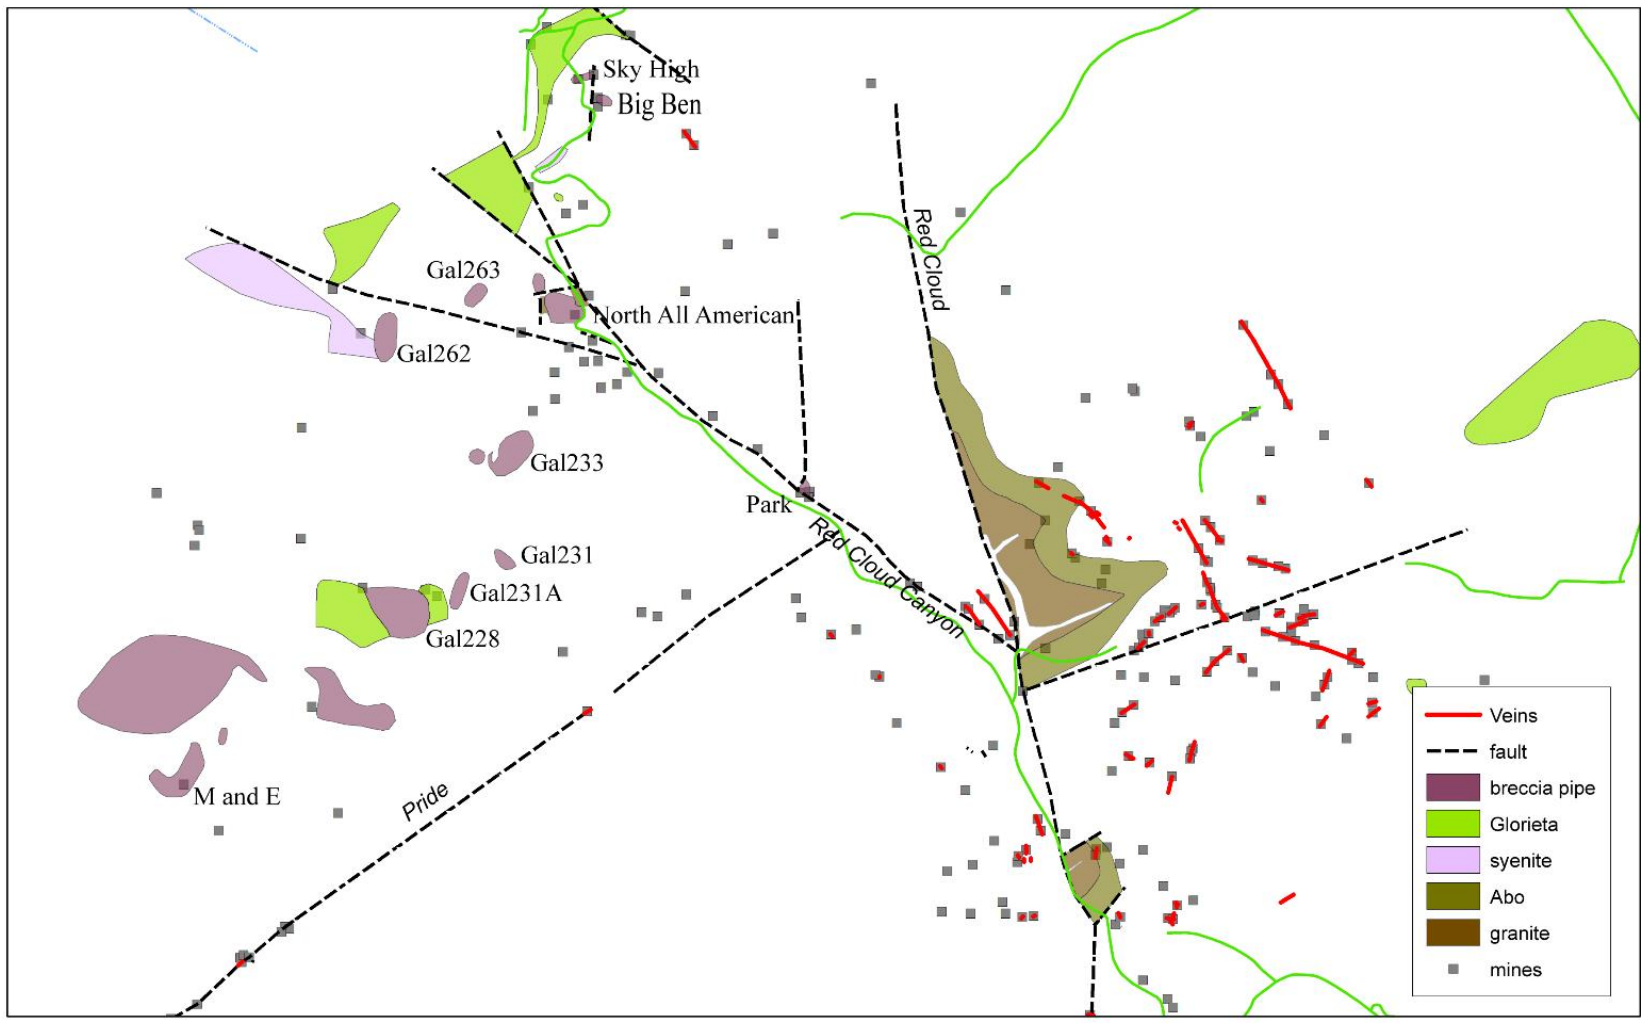 Sky High
Big Ben
Red Cloud
Gal263
North All American
Gal262
Gal233
Park
Red Cloud Canyon
Gal231
Gal231A
Gal228
M and E
Pride
Veins
fault
breccia pipe
Glorieta
syenite
Abo
granite
mines